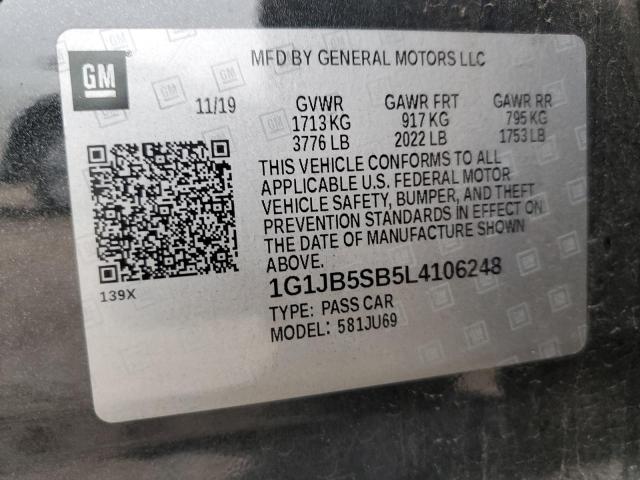 GM
MFD BY GENERAL MOTORS LLC
11/19 GVWR GAWR FRT GAWR RR
1713 KG 917 KG 795 KG
3776 LB 2022 LB 1753 LB
THIS VEHICLE CONFORMS TO ALL
APPLICABLE U.S. FEDERAL MOTOR
VEHICLE SAFETY, BUMPER, AND THEFT
PREVENTION STANDARDS IN EFFECT ON
THE DATE OF MANUFACTURE SHOWN
ABOVE.
139X
1G1JB5SB5L4106248
TYPE: PASS CAR
MODEL: 581JU69